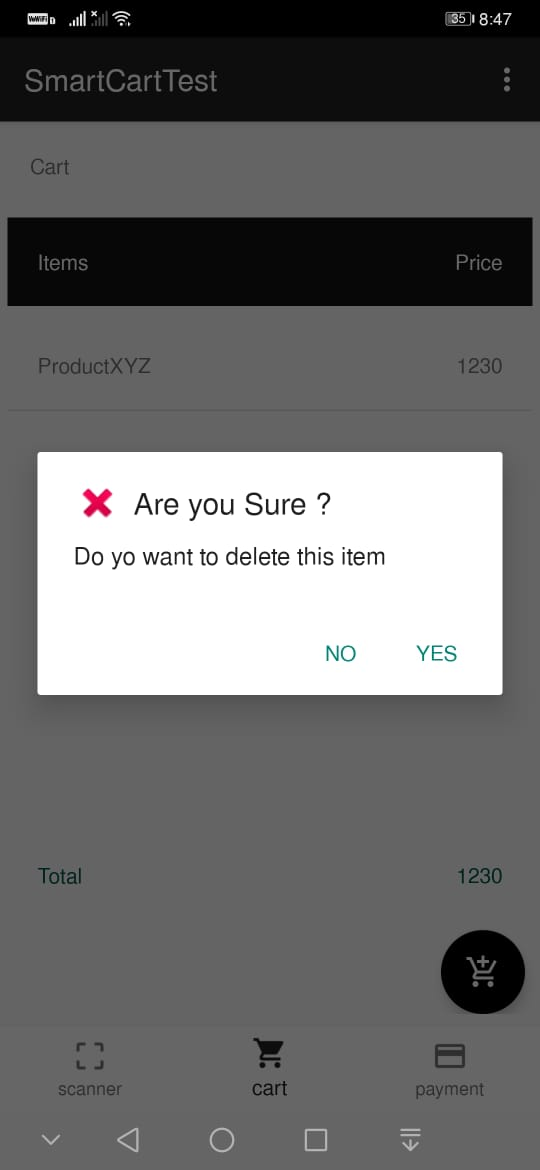 VoWiFi
35 8:47
SmartCartTest
Cart
Items Price
ProductXYZ 1230
Are you Sure ?
Do yo want to delete this item
NO YES
Total 1230
scanner cart payment